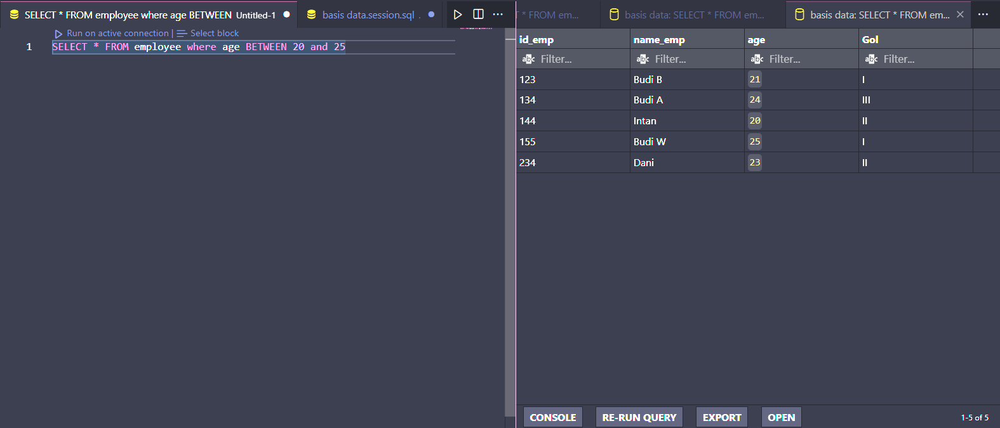 SELECT * FROM employee where age BETWEEN Untitled-1
basis data.session.sql .
* FROM em...
basis data: SELECT * FROM em...
basis data: SELECT * FROM em...
Run on active connection | Select block
1 SELECT * FROM employee where age BETWEEN 20 and 25
id_emp name_emp age Gol
abc Filter... abc Filter... abc Filter... abc Filter...
123 Budi B 21 I
134 Budi A 24 III
144 Intan 20 II
155 Budi W 25 I
234 Dani 23 II
CONSOLE RE-RUN QUERY EXPORT OPEN 1-5 of 5